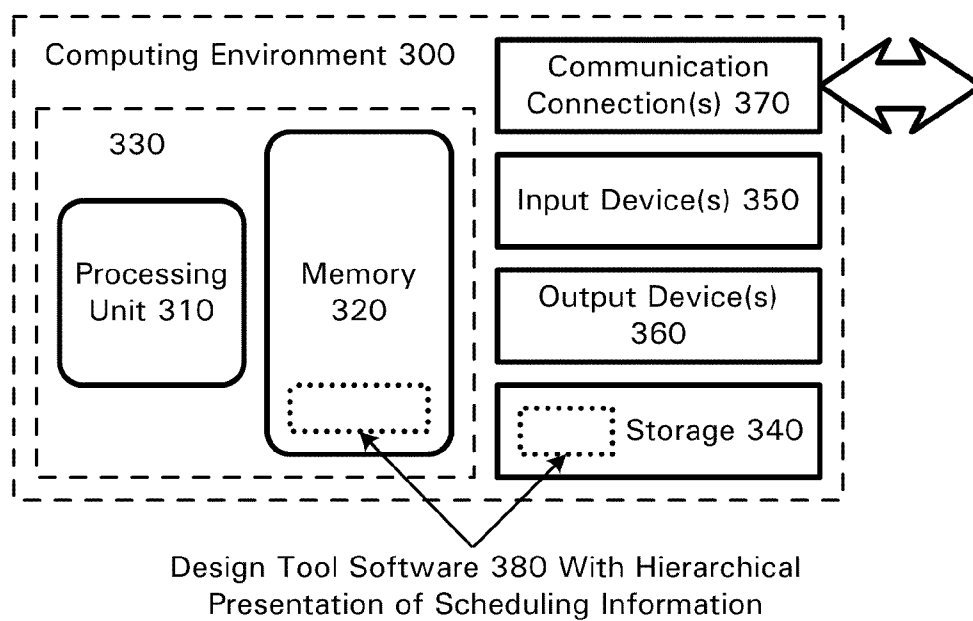 Computing Environment 300
330
Processing
Unit 310
Memory
320
Communication
Connection(s) 370
Input Device(s) 350
Output Device(s)
360
Storage 340
Design Tool Software 380 With Hierarchical
Presentation of Scheduling Information